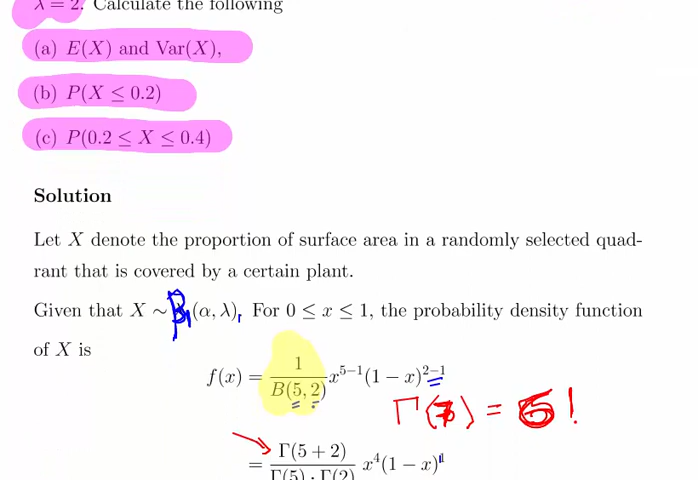 λ = 2. Calculate the following
(a) E(X) and Var(X),
(b) P(X ≤ 0.2)
(c) P(0.2 ≤ X ≤ 0.4)
Solution
Let X denote the proportion of surface area in a randomly selected quad-
rant that is covered by a certain plant.
Given that X ∼ β₁(α, λ), For 0 ≤ x ≤ 1, the probability density function
of X is
f(x) = 1 / B(5, 2) x^{5−1}(1 − x)^{2−1}
Γ(7) = 6!
= Γ(5 + 2) / Γ(5) · Γ(2) x^4(1 − x)^1